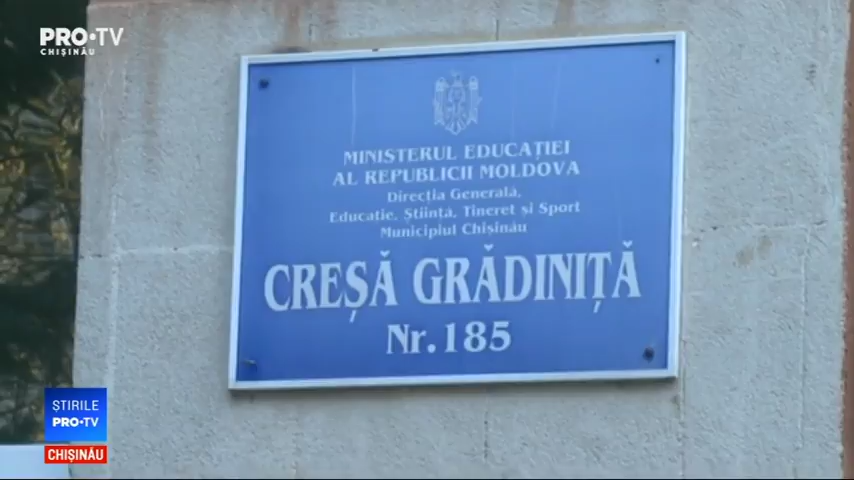 PRO•TV
CHIȘINĂU
MINISTERUL EDUCAȚIEI
AL REPUBLICII MOLDOVA
Direcția Generală,
Educație, Știință, Tineret și Sport
Municipiul Chișinău
CREȘĂ GRĂDINIȚĂ
Nr. 185
ȘTIRILE
PRO•TV
CHIȘINĂU